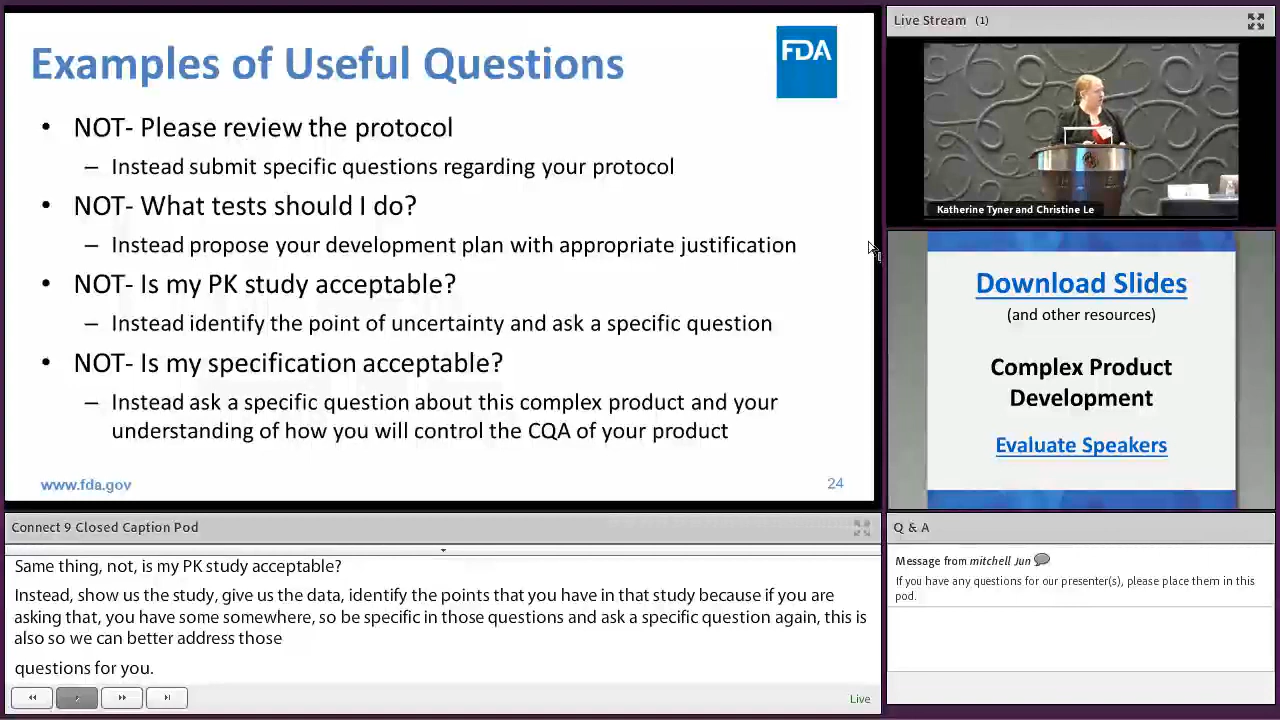 Examples of Useful Questions
FDA
• NOT- Please review the protocol
– Instead submit specific questions regarding your protocol
• NOT- What tests should I do?
– Instead propose your development plan with appropriate justification
• NOT- Is my PK study acceptable?
– Instead identify the point of uncertainty and ask a specific question
• NOT- Is my specification acceptable?
– Instead ask a specific question about this complex product and your
understanding of how you will control the CQA of your product
www.fda.gov
24
Connect 9 Closed Caption Pod
Same thing, not, is my PK study acceptable?
Instead, show us the study, give us the data, identify the points that you have in that study because if you are
asking that, you have some somewhere, so be specific in those questions and ask a specific question again, this is
also so we can better address those
questions for you.
Live
Live Stream (1)
Katherine Tyner and Christine Le
Download Slides
(and other resources)
Complex Product
Development
Evaluate Speakers
Q & A
Message from mitchell Jun
If you have any questions for our presenter(s), please place them in this
pod.